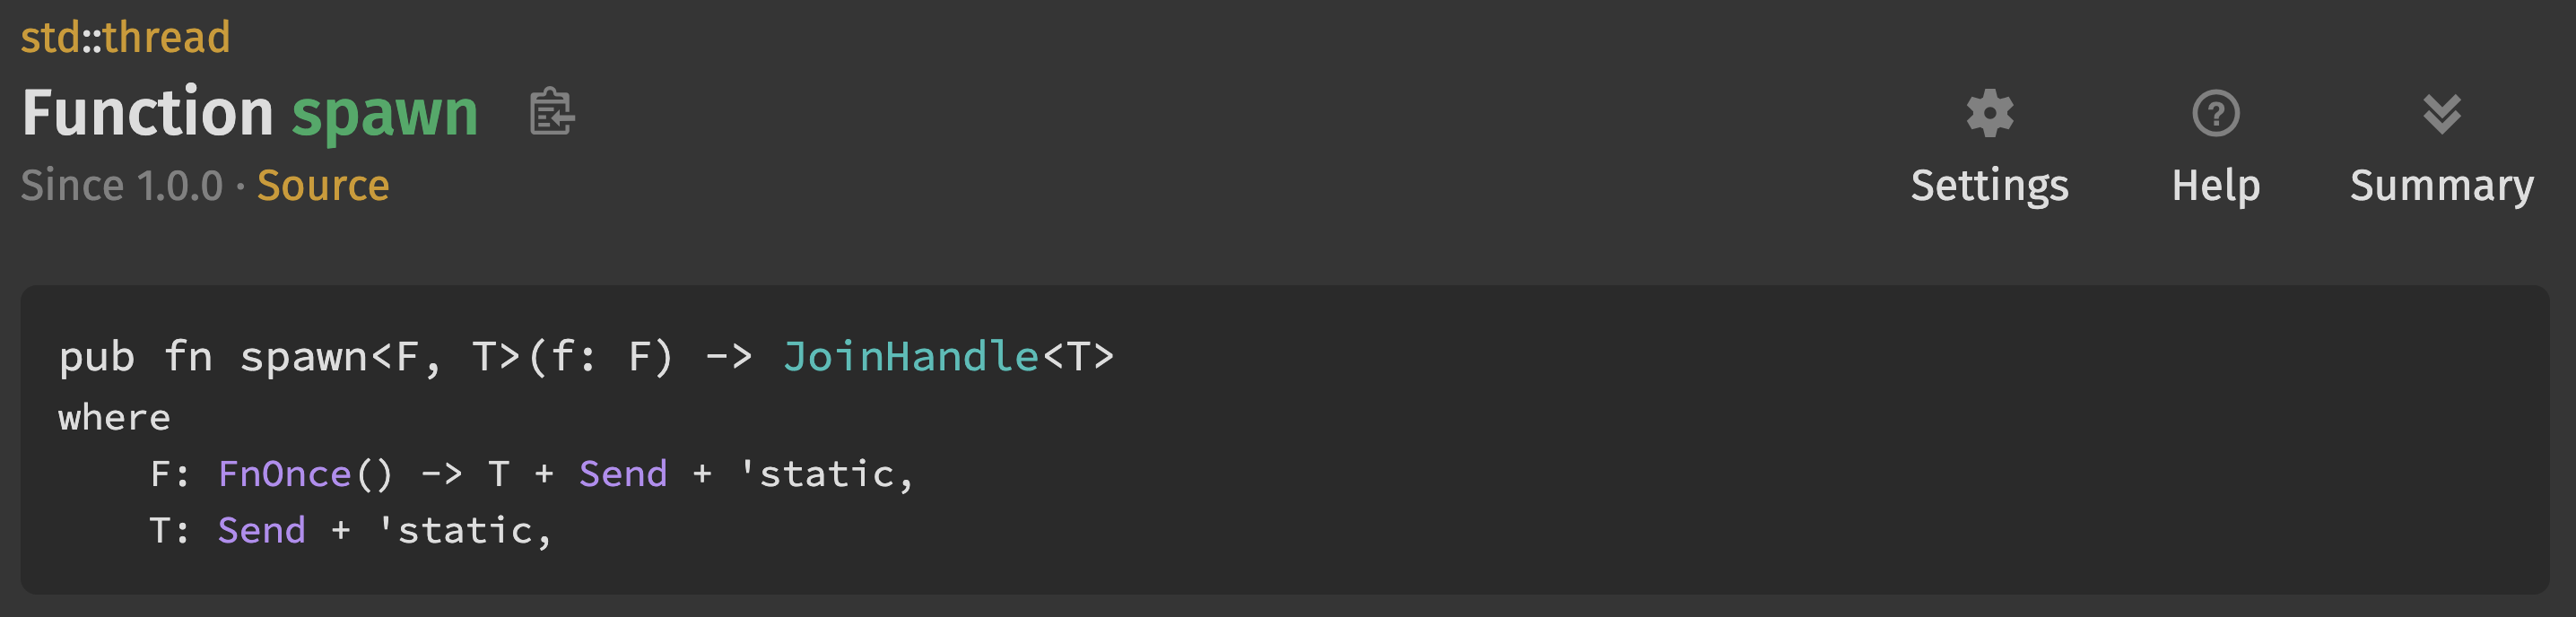 std::thread
Function spawn
Since 1.0.0 · Source
Settings
Help
Summary
pub fn spawn<F, T>(f: F) -> JoinHandle<T>
where
    F: FnOnce() -> T + Send + 'static,
    T: Send + 'static,